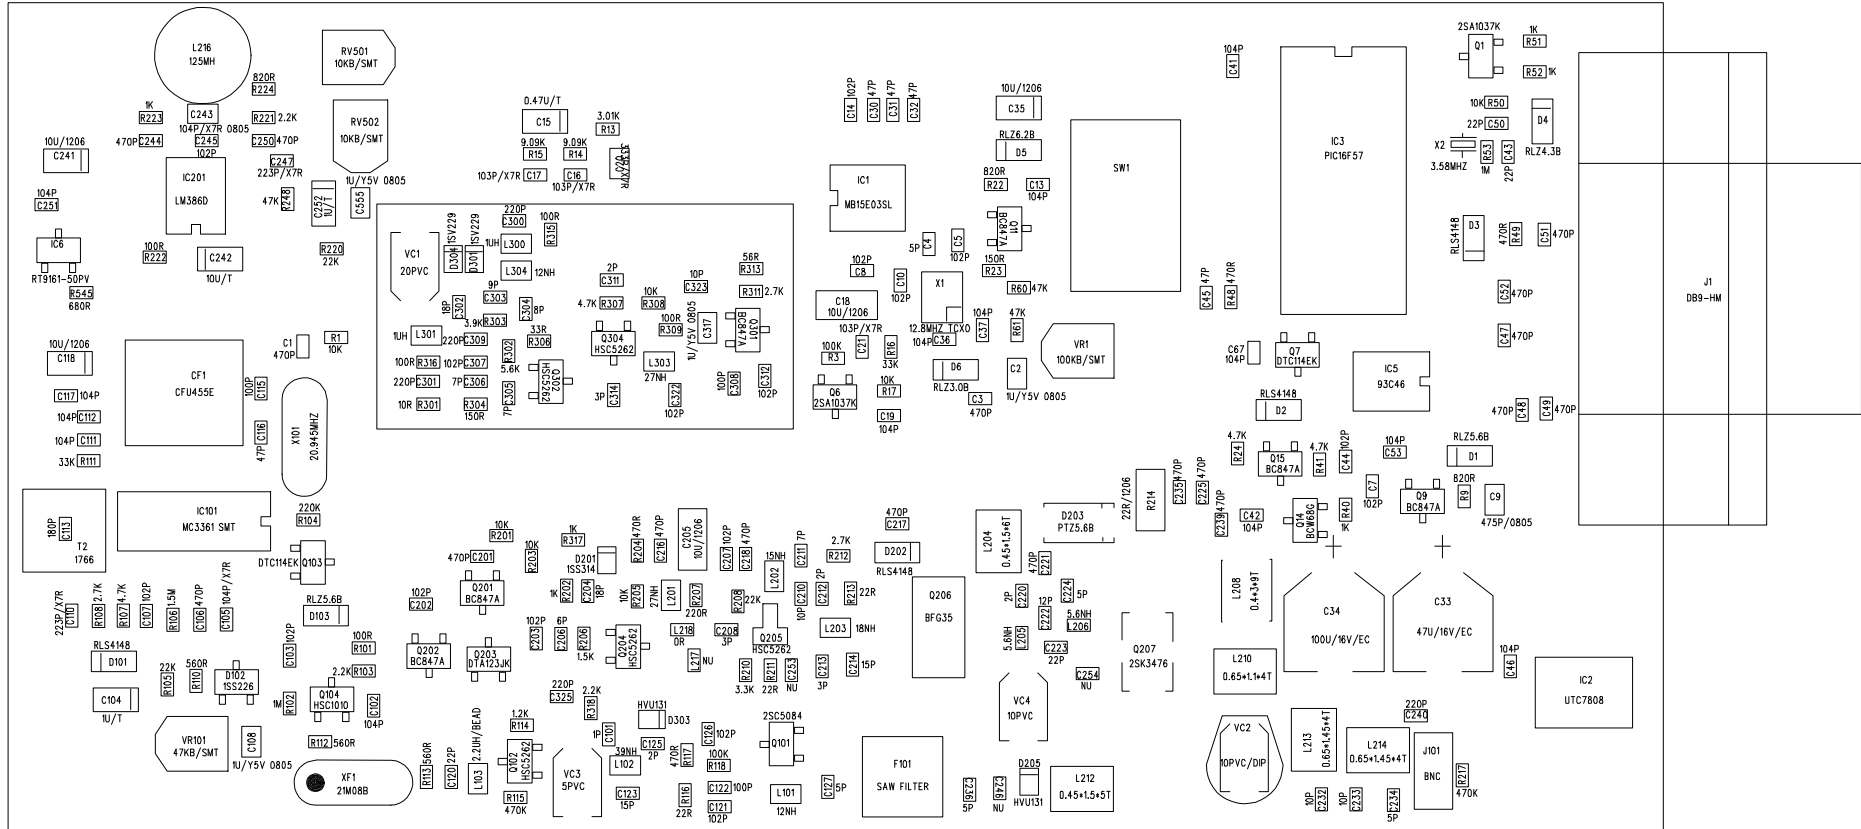 L216
125MH
RV501
10KB/SMT
820R
R224
1K
R223
C243
104P/X7R 0805
R221 2.2K
470P C244
C245
102P
C250 470P
C247
223P/X7R
RV502
10KB/SMT
10U/1206
C241
IC201
LM386D
47K
R248
C252
1U/T
1U/Y5V 0805
C555
104P
C251
IC6
RT9161-50PV
R545
680R
100R
R222
C242
10U/T
R220
22K
0.47U/T
C15
3.01K
R13
9.09K
R15
9.09K
R14
103P/X7R C17
C16
103P/X7R
333P/X7R
C20
VC1
20PVC
D304 1SV229
D301 1SV229
220P
C300
1UH
L300
100R
R315
L304
12NH
9P
C303
18P
C302
C304
8P
3.9K
R303
1UH
L301
220P C309
33R
R306
100R R316
102P C307
220P C301
7P C306
10R R301
R304
150R
R302
5.6K
7P
C305
Q302
HSC5262
2P
C311
4.7K R307
10K
R308
Q304
HSC5262
3P
C314
100R
R309
L303
27NH
C322
102P
10P
C323
1U/Y5V 0805
C317
56R
R313
R311 2.7K
Q301
BC847A
100P
C308
C312
102P
102P
C14
47P
C30
47P
C31
47P
C32
10U/1206
C35
RLZ6.2B
D5
IC1
MB15E03SL
820R
R22
C13
104P
Q11
BC847A
5P
C4
C5
102P
102P
C8
C10
102P
X1
12.8MHZ TCXO
150R
R23
R60 47K
C18
10U/1206
103P/X7R
C21
R16
33K
104P C36
104P
C37
47K
R61
100K
R3
Q6
2SA1037K
10K
R17
C19
104P
D6
RLZ3.0B
C3
470P
C2
1U/Y5V 0805
VR1
100KB/SMT
SW1
47P
C45
470R
R48
104P
C41
IC3
PIC16F57
2SA1037K
Q1
1K
R51
R52 1K
10K R50
22P C50
X2
3.58MHZ
R53
1M
C43
22P
D4
RLZ4.3B
RLS4148
D3
470R
R49
C51
470P
C52
470P
C47
470P
J1
DB9-HM
C67
104P
Q7
DTC114EK
RLS4148
D2
IC5
93C46
470P
C48
C49
470P
4.7K
R24
Q15
BC847A
4.7K
R41
102P
C44
104P
C53
RLZ5.6B
D1
C7
102P
Q9
BC847A
820R
R9
C9
475P/0805
C42
104P
Q14
BCW68G
R40
1K
10U/1206
C118
CF1
CFU455E
C1
470P
R1
10K
100P
C115
C117 104P
104P C112
104P C111
33K R111
47P
C116
X101
20.945MHZ
IC101
MC3361 SMT
220K
R104
180P
C113
T2
1766
DTC114EK Q103
RLZ5.6B
D103
223P/X7R
C110
2.7K
R108
4.7K
R107
102P
C107
1.5M
R106
470P
C106
104P/X7R
C105
RLS4148
D101
C104
1U/T
22K
R105
560R
R110
D102
1SS226
102P
C103
100R
R101
2.2K R103
1M
R102
Q104
HSC1010
C102
104P
VR101
47KB/SMT
C108
1U/Y5V 0805
R112 560R
XF1
21M08B
10K
R201
470P C201
10K
R203
102P
C202
Q201
BC847A
Q202
BC847A
Q203
DTA123JK
1K
R317
D201
1SS314
470R
R204
470P
C216
1K
R202
C204
18P
10K
R205
27NH
L201
102P
C203
6P
C206
R206
1.5K
Q204
HSC5262
C205
10U/1206
102P
C207
470P
C218
R207
220R
R208
22K
L218
0R
C208
3P
L217
NU
15NH
L202
7P
C211
2.7K
R212
470P
C217
D202
RLS4148
10P
C210
2P
C212
R213
22R
Q205
HSC5262
L203
18NH
R210
3.3K
R211
22R
C253
NU
C213
3P
C214
15P
Q206
BFG35
L204
0.45*1.5*6T
D203
PTZ5.6B
22R/1206
R214
470P
C235
470P
C225
470P
C239
470P
C221
2P
C220
C224
5P
12P
C222
5.6NH
L206
5.6NH
L205
C223
22P
C254
NU
Q207
2SK3476
L208
0.4*3*9T
C34
100U/16V/EC
C33
47U/16V/EC
L210
0.65*1.1*4T
104P
C46
IC2
UTC7808
220P
C325
2.2K
R318
1.2K
R114
2.2UH/BEAD
L103
560R
R113
22P
C120
Q102
HSC5262
R115
470K
VC3
5PVC
1P
C101
HVU131
D303
C125
2P
39NH
L102
C123
15P
470R
R117
C126
102P
100K
R118
R116
22R
C122 100P
C121
102P
2SC5084
Q101
L101
12NH
C127
5P
F101
SAW FILTER
VC4
10PVC
C236
5P
C246
NU
D205
HVU131
L212
0.45*1.5*5T
VC2
10PVC/DIP
L213
0.65*1.45*4T
220P
C240
L214
0.65*1.45*4T
J101
BNC
R217
470K
10P
C232
10P
C233
C234
5P